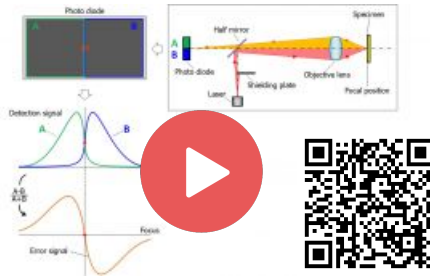 Photo diode
A
B
Specimen
Half mirror
A
B
Photo diode
Shielding plate
Objective lens
Laser
Focal position
Detection signal
A
B
A-B
A+B
Focus
Error signal